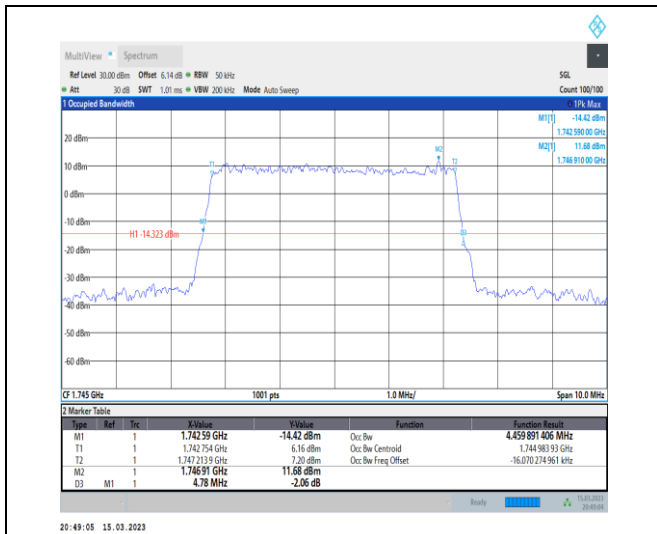 MultiView Spectrum
Ref Level 30.00 dBm Offset 6.14 dB RBW 50 kHz SGL
Att 30 dB SWT 1.01 ms VBW 200 kHz Mode Auto Sweep Count 100/100
1 Occupied Bandwidth 1Pk Max
M1[1] -14.42 dBm
1.742 590 00 GHz
M2[1] 11.68 dBm
1.746 910 00 GHz
20 dBm
M2
T1 T2
10 dBm
0 dBm
-10 dBm
H1 -14.323 dBm
-20 dBm
-30 dBm
-40 dBm
-50 dBm
-60 dBm
CF 1.745 GHz 1001 pts 1.0 MHz/ Span 10.0 MHz
2 Marker Table
Type Ref Trc X-Value Y-Value Function Function Result
M1 1 1.742 59 GHz -14.42 dBm Occ Bw 4.459 891 406 MHz
T1 1 1.742 754 GHz 6.16 dBm Occ Bw Centroid 1.744 983 93 GHz
T2 1 1.747 213 9 GHz 7.20 dBm Occ Bw Freq Offset -16.070 274 961 kHz
M2 1 1.746 91 GHz 11.68 dBm
D3 M1 1 4.78 MHz -2.06 dB
Ready 15.03.2023
20:49:04
20:49:05 15.03.2023